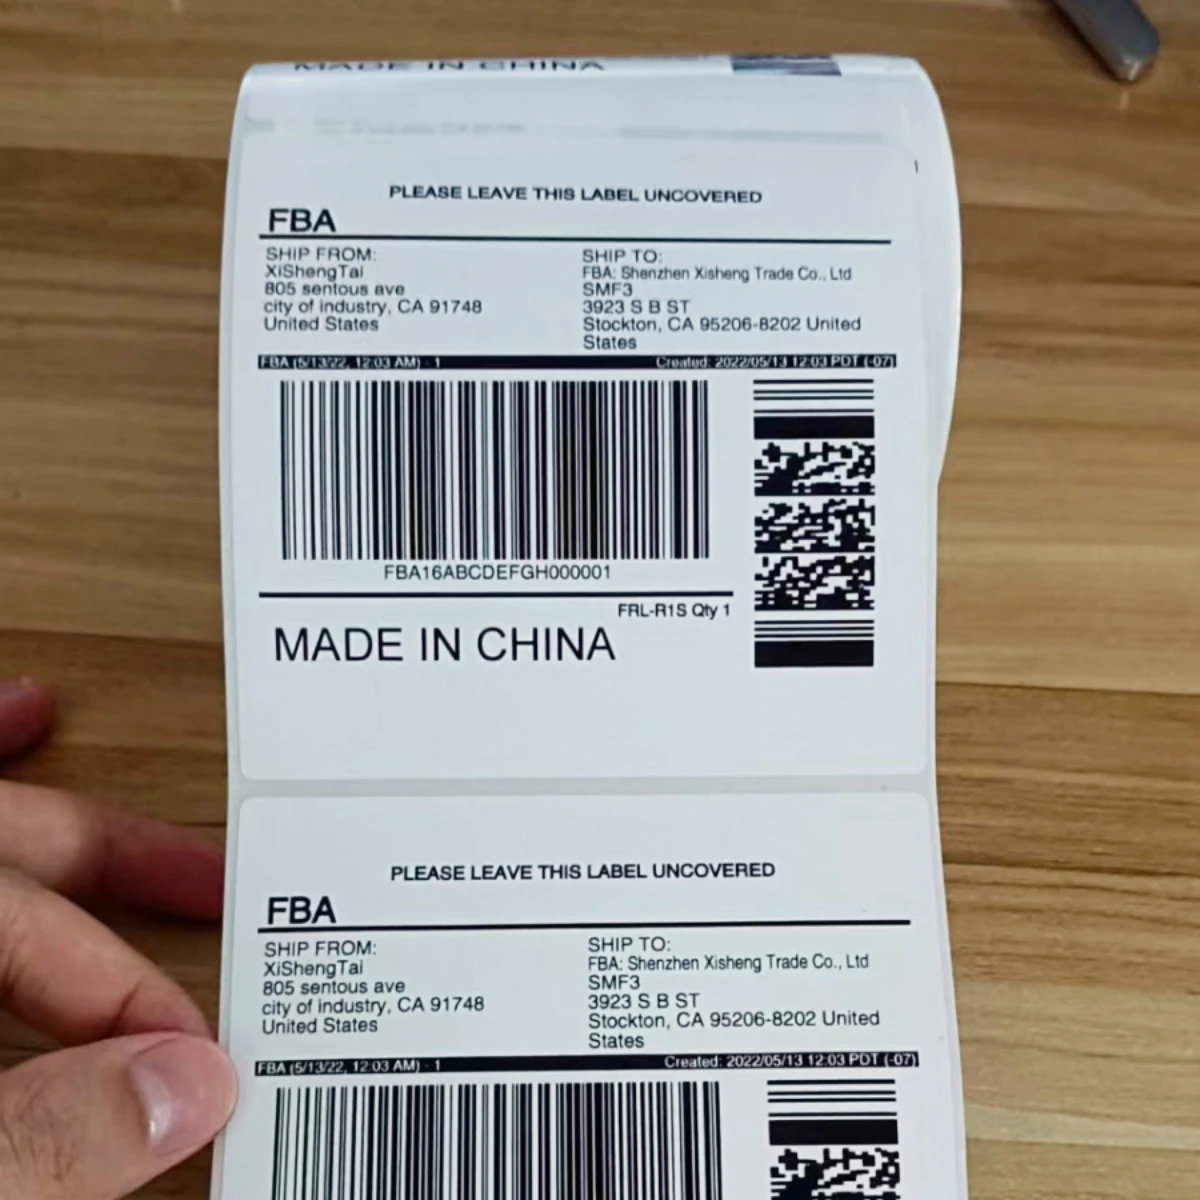 MADE IN CHINA
PLEASE LEAVE THIS LABEL UNCOVERED
FBA
SHIP FROM:
XiShengTai
805 sentous ave
city of industry, CA 91748
United States
SHIP TO:
FBA: Shenzhen Xisheng Trade Co., Ltd
SMF3
3923 S B ST
Stockton, CA 95206-8202 United
States
FBA (5/13/22, 12:03 AM) - 1
Created: 2022/05/13 12:03 PDT (-07)
FBA16ABCDEFGH000001
FRL-R1S Qty 1
MADE IN CHINA
PLEASE LEAVE THIS LABEL UNCOVERED
FBA
SHIP FROM:
XiShengTai
805 sentous ave
city of industry, CA 91748
United States
SHIP TO:
FBA: Shenzhen Xisheng Trade Co., Ltd
SMF3
3923 S B ST
Stockton, CA 95206-8202 United
States
FBA (5/13/22, 12:03 AM) - 1
Created: 2022/05/13 12:03 PDT (-07)